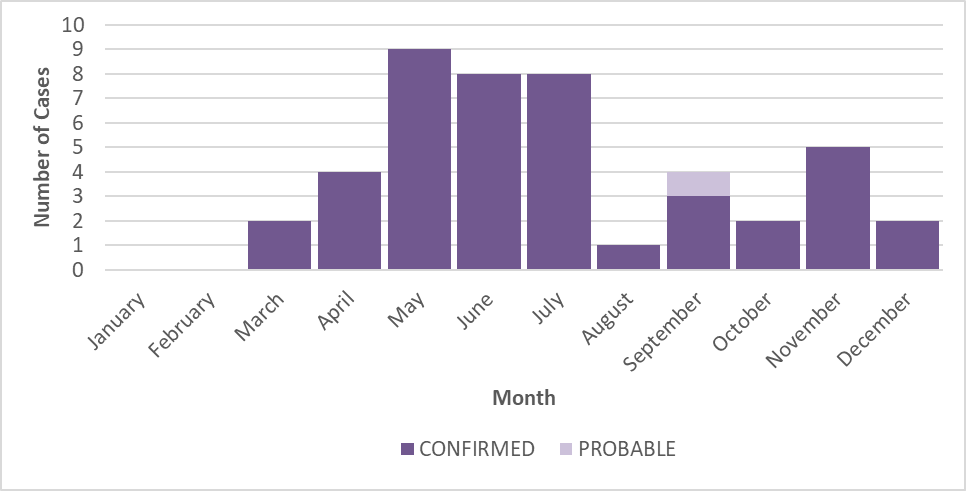 Number of Cases
10
9
8
7
6
5
4
3
2
1
0
January
February
March
April
May
June
July
August
September
October
November
December
Month
CONFIRMED
PROBABLE